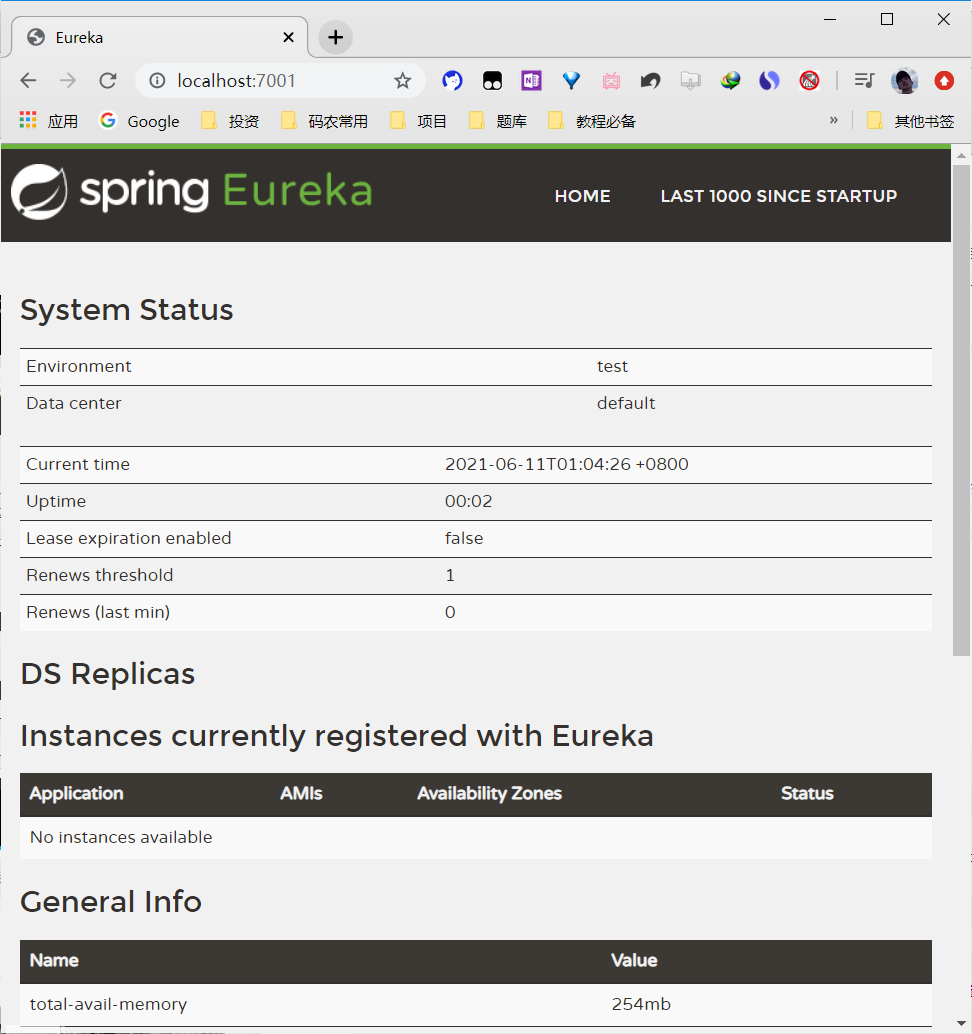 Eureka
localhost:7001
应用 Google 投资 码农常用 项目 题库 教程必备 » 其他书签
spring Eureka HOME LAST 1000 SINCE STARTUP
System Status
Environment test
Data center default
Current time 2021-06-11T01:04:26 +0800
Uptime 00:02
Lease expiration enabled false
Renews threshold 1
Renews (last min) 0
DS Replicas
Instances currently registered with Eureka
Application AMIs Availability Zones Status
No instances available
General Info
Name Value
total-avail-memory 254mb